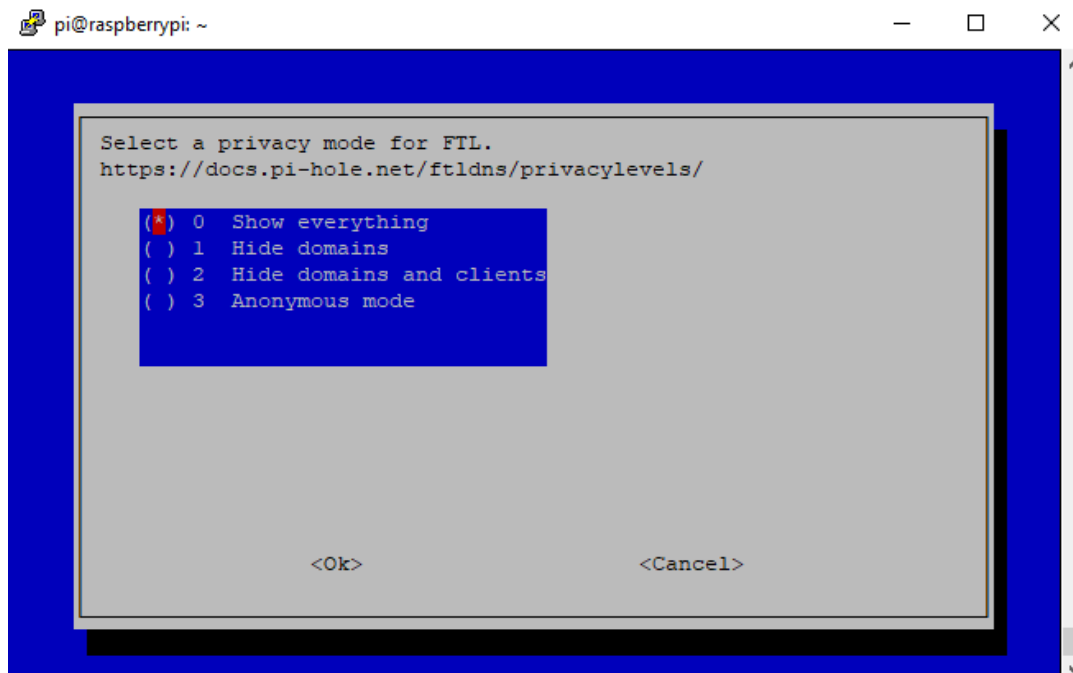 pi@raspberrypi: ~
Select a privacy mode for FTL.
https://docs.pi-hole.net/ftldns/privacylevels/
(*) 0 Show everything
( ) 1 Hide domains
( ) 2 Hide domains and clients
( ) 3 Anonymous mode
<Ok> <Cancel>